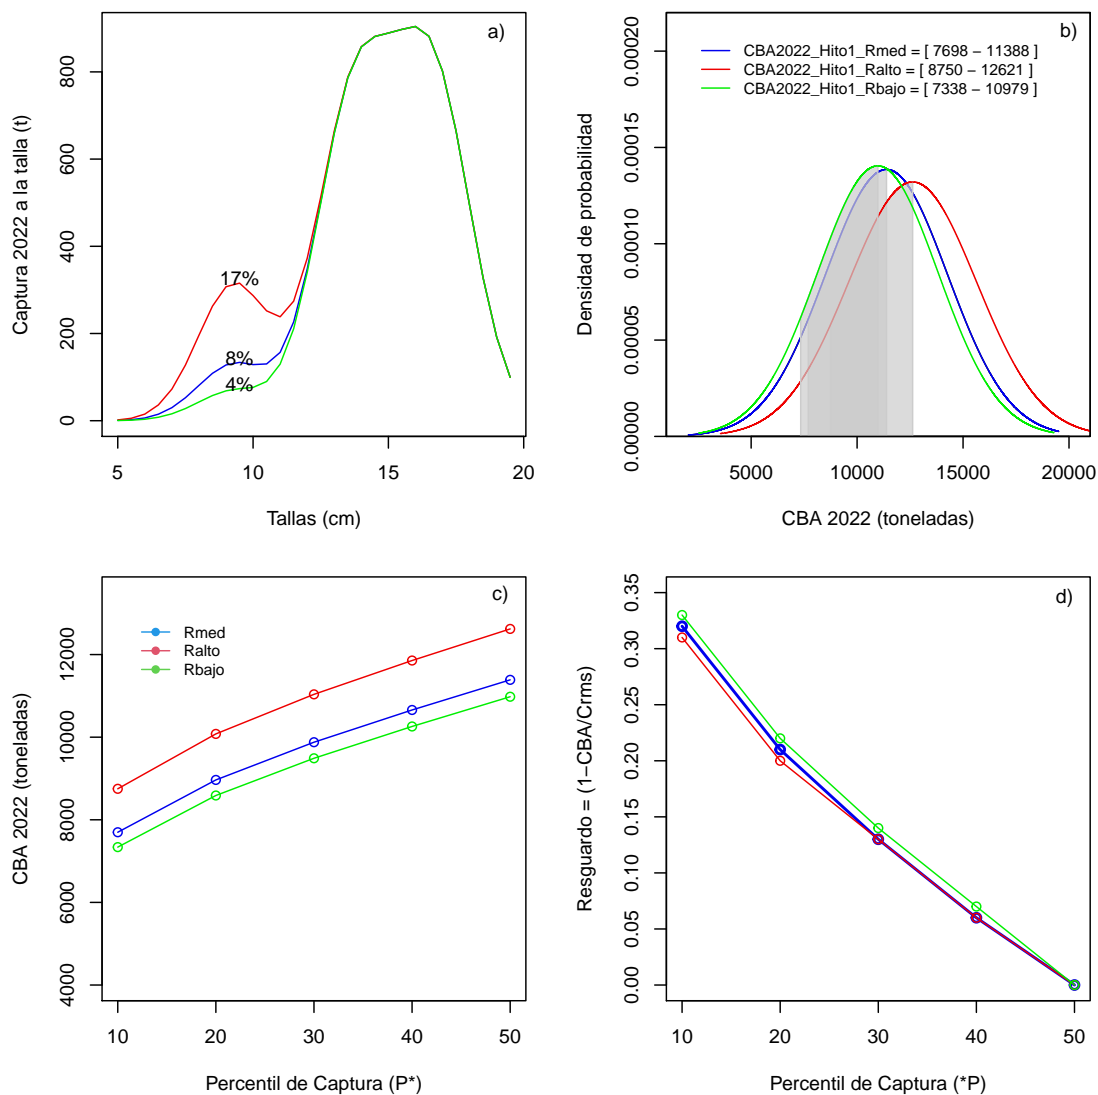 a)
17%
8%
4%
0
200
400
600
800
5
10
15
20
Captura 2022 a la talla (t)
Tallas (cm)
b)
CBA2022_Hito1_Rmed = [ 7698 − 11388 ]
CBA2022_Hito1_Ralto = [ 8750 − 12621 ]
CBA2022_Hito1_Rbajo = [ 7338 − 10979 ]
0.00000
0.00005
0.00010
0.00015
0.00020
5000
10000
15000
20000
Densidad de probabilidad
CBA 2022 (toneladas)
c)
Rmed
Ralto
Rbajo
4000
6000
8000
10000
12000
10
20
30
40
50
CBA 2022 (toneladas)
Percentil de Captura (P*)
d)
0.00
0.05
0.10
0.15
0.20
0.25
0.30
0.35
10
20
30
40
50
Resguardo = (1−CBA/Crms)
Percentil de Captura (*P)